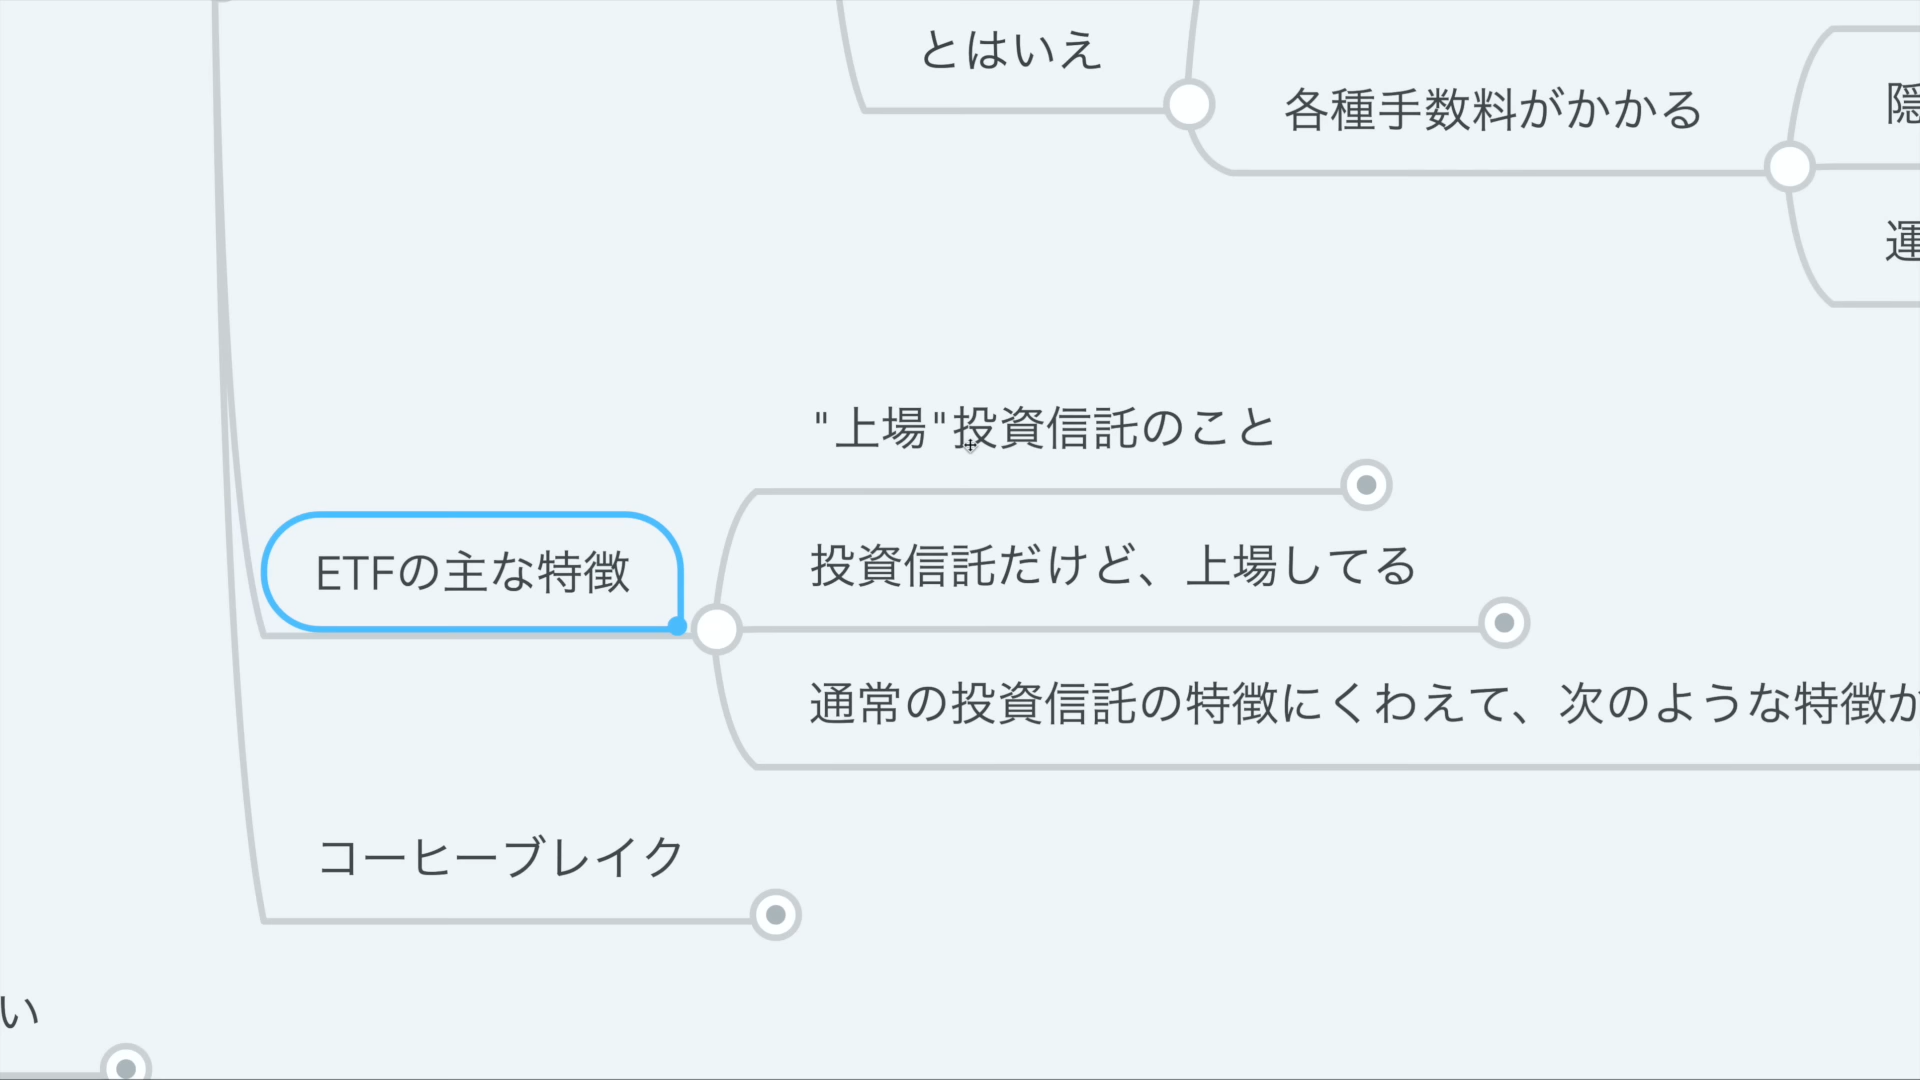 とはいえ
各種手数料がかかる
隠
運
"上場"投資信託のこと
ETFの主な特徴
投資信託だけど、上場してる
通常の投資信託の特徴にくわえて、次のような特徴が
コーヒーブレイク
い